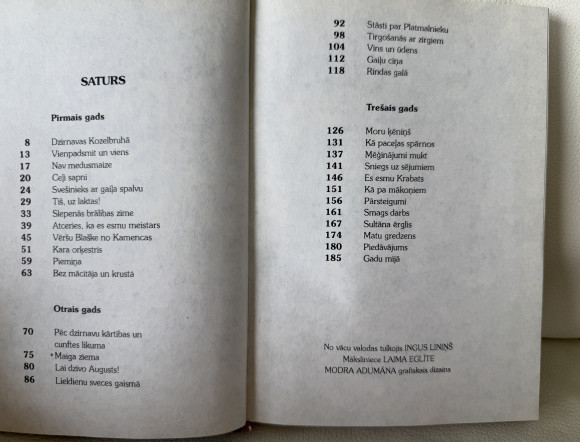 SATURS
Pirmais gads
8 Dzirnavas Kozelbruhā
13 Vienpadsmit un viens
17 Nav medusmaize
20 Ceļi sapnī
24 Svešinieks ar gaiļa spalvu
29 Tiš, uz laktas!
33 Slepenās brālības zīme
39 Atceries, ka es esmu meistars
45 Vēršu Blaške no Kamencas
51 Kara orķestris
59 Piemiņa
63 Bez mācītāja un krusta
Otrais gads
70 Pēc dzirnavu kārtības un
cunftes likuma
75 Maiga ziema
80 Lai dzīvo Augusts!
86 Lieldienu sveces gaismā
92 Stāsti par Platmalnieku
98 Tirgošanās ar zirgiem
104 Vīns un ūdens
112 Gaiļu cīņa
118 Rindas galā
Trešais gads
126 Moru ķēniņš
131 Kā paceļas spārnos
137 Mēģinājumi mukt
141 Sniegs uz sējumiem
146 Es esmu Krabats
151 Kā pa mākoņiem
156 Pārsteigumi
161 Smags darbs
167 Sultāna ērglis
174 Matu gredzens
180 Piedāvājums
185 Gadu mijā
No vācu valodas tulkojis INGUS LINIŅŠ
Māksliniece LAIMA EGLĪTE
MODRA ADUMĀNA grafiskais dizains